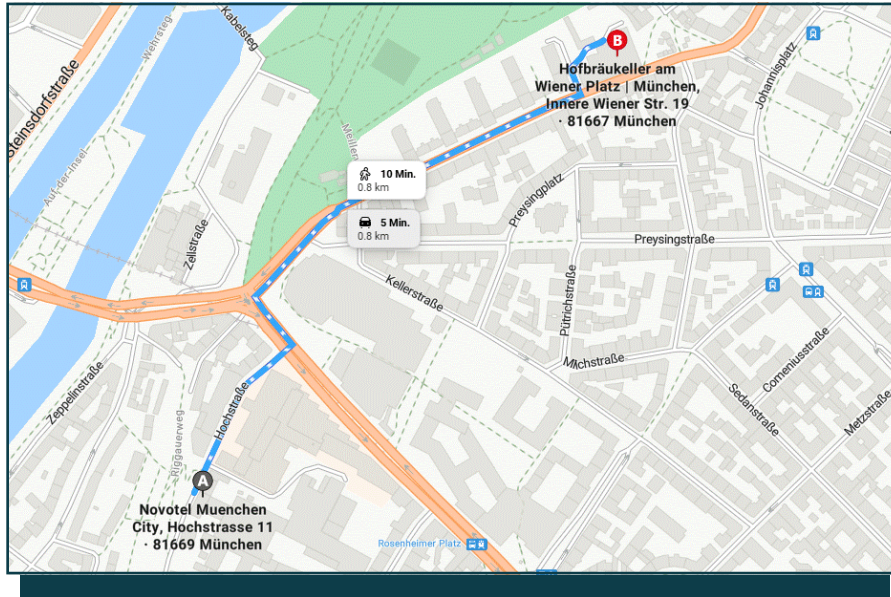 Kabelsteg
Wehrsteg
Steinsdorfstraße
Auf-der-Insel
Johannisplatz
B
Hofbräukeller am
Wiener Platz | München,
Innere Wiener Str. 19
· 81667 München
10 Min.
0.8 km
5 Min.
0.8 km
Preysingplatz
Preysingstraße
Zellstraße
Kellerstraße
Pütrichstraße
Milchstraße
Comeniusstraße
Sedanstraße
Metzstraße
Zeppelinstraße
Hochstraße
Riggauerweg
A
Novotel Muenchen
City, Hochstrasse 11
· 81669 München
Rosenheimer Platz